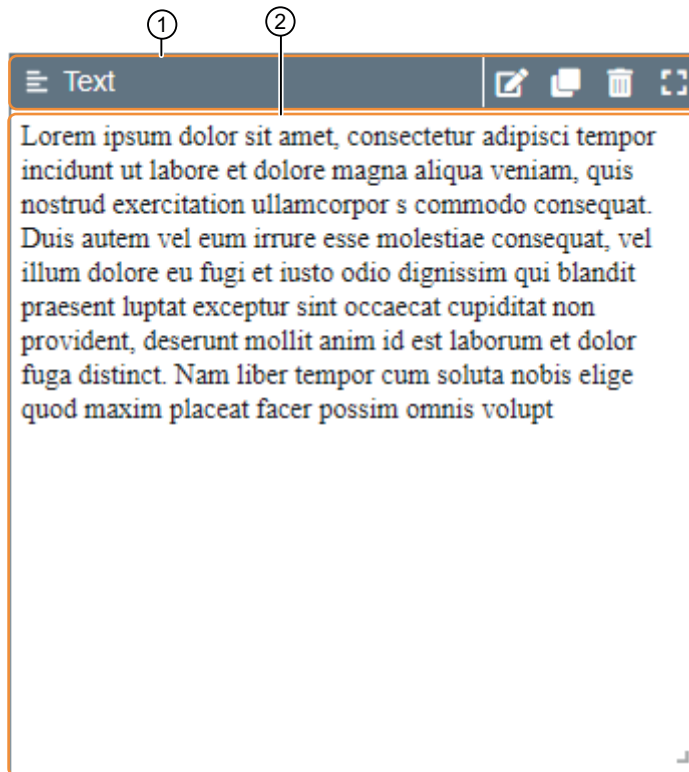 1
2
Text
Lorem ipsum dolor sit amet, consectetur adipisci tempor
incidunt ut labore et dolore magna aliqua veniam, quis
nostrud exercitation ullamcorpor s commodo consequat.
Duis autem vel eum irrure esse molestiae consequat, vel
illum dolore eu fugi et iusto odio dignissim qui blandit
praesent luptat exceptur sint occaecat cupiditat non
provident, deserunt mollit anim id est laborum et dolor
fuga distinct. Nam liber tempor cum soluta nobis elige
quod maxim placeat facer possim omnis volupt